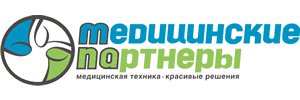 медицинские
партнеры
медицинская техника·красивые решения